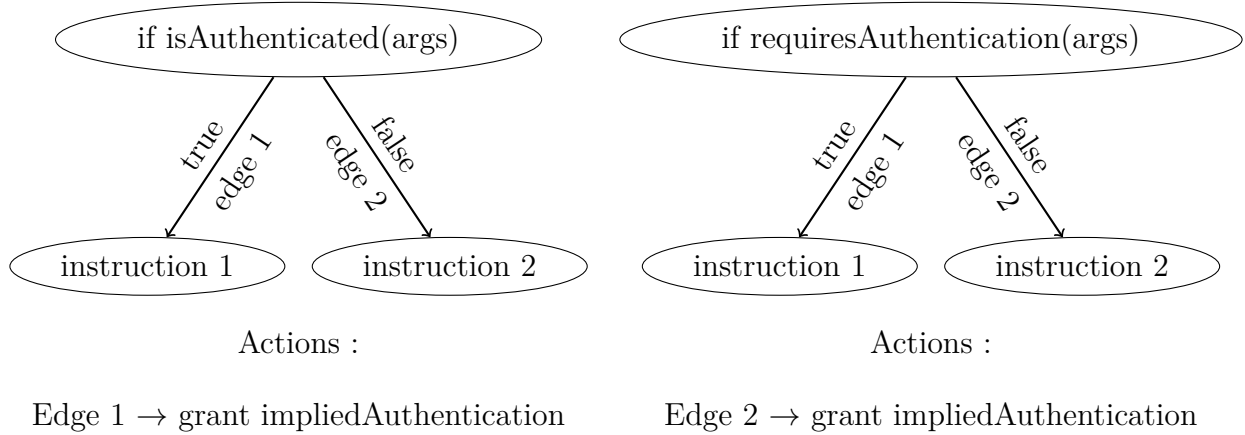 if isAuthenticated(args)
true
edge 1
false
edge 2
instruction 1
instruction 2
Actions :
Edge 1 → grant impliedAuthentication
if requiresAuthentication(args)
true
edge 1
false
edge 2
instruction 1
instruction 2
Actions :
Edge 2 → grant impliedAuthentication